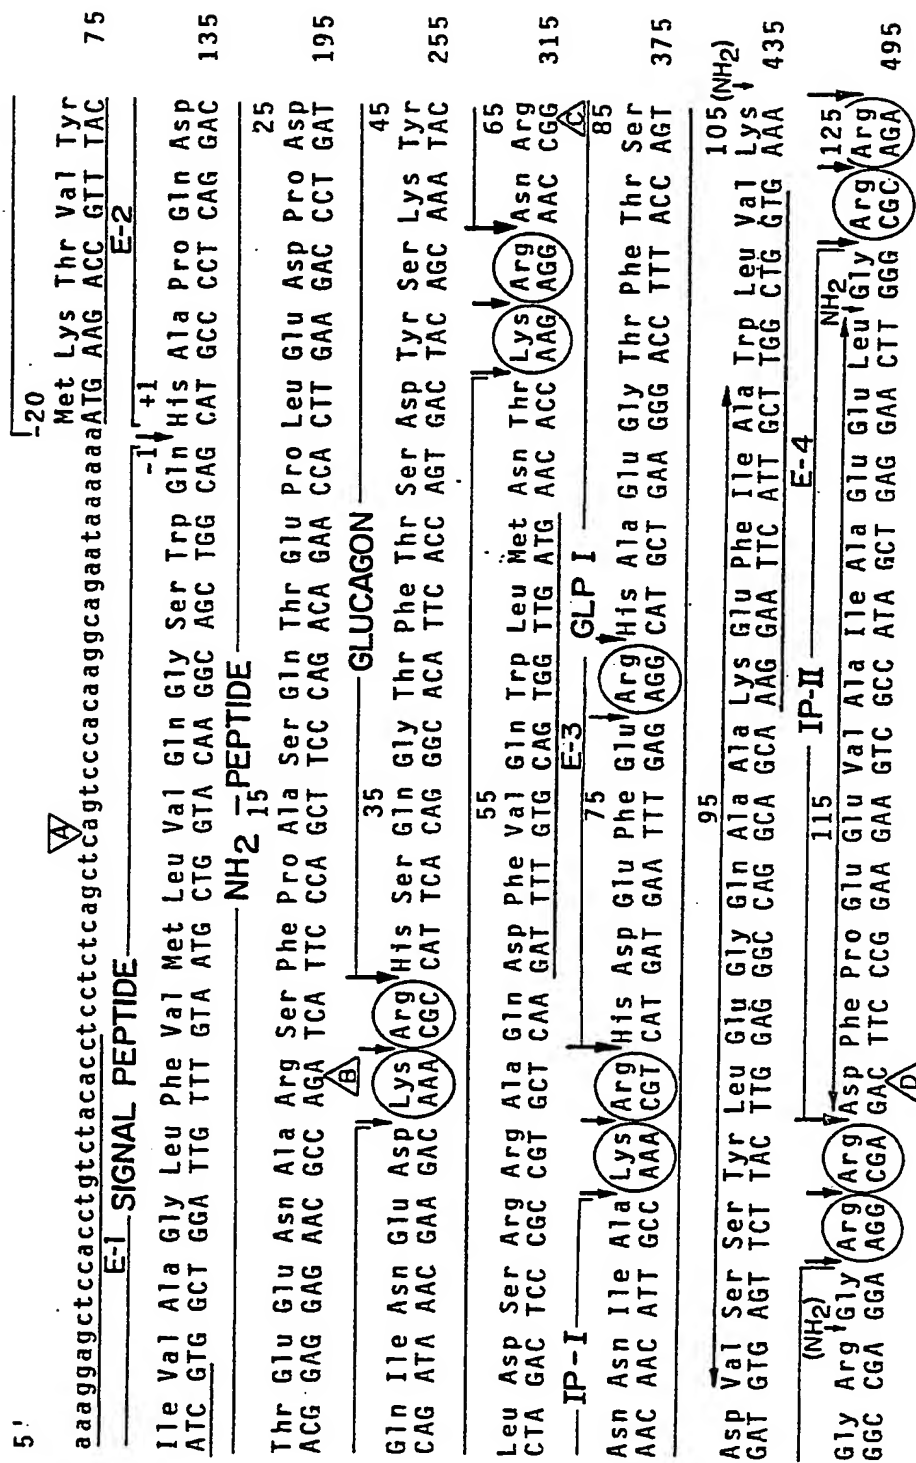 5'
-20
Met Lys Thr Val Tyr
aaaggagctccacctgtctacacctcctctcagctcagtcccacaaggcagaataaaaaaATG AAG ACC GTT TAC 75
A
E-1
E-2
SIGNAL PEPTIDE
-1 +1
Ile Val Ala Gly Leu Phe Val Met Leu Val Gln Gly Ser Trp Gln His Ala Pro Gln Asp
ATC GTG GCT GGA TTG TTT GTA ATG CTG GTA CAA GGC AGC TGG CAG CAT GCC CCT CAG GAC 135
NH2 -PEPTIDE
15 25
Thr Glu Glu Asn Ala Arg Ser Phe Pro Ala Ser Gln Thr Glu Pro Leu Glu Asp Pro Asp
ACG GAG GAG AAC GCC AGA TCA TTC CCA GCT TCC CAG ACA GAA CCA CTT GAA GAC CCT GAT 195
B
GLUCAGON
35 45
Gln Ile Asn Glu Asp Lys Arg His Ser Gln Gly Thr Phe Thr Ser Asp Tyr Ser Lys Tyr
CAG ATA AAC GAA GAC AAA CGC CAT TCA CAG GGC ACA TTC ACC AGT GAC TAC AGC AAA TAC 255
55 65
Leu Asp Ser Arg Arg Ala Gln Asp Phe Val Gln Trp Leu Met Asn Thr Lys Arg Asn Arg
CTA GAC TCC CGC CGT GCT CAA GAT TTT GTG CAG TGG TTG ATG AAC ACC AAG AGG AAC CGG 315
E-3
C
IP-I
GLP I
75 85
Asn Asn Ile Ala Lys Arg His Asp Glu Phe Glu Arg His Ala Glu Gly Thr Phe Thr Ser
AAC AAC ATT GCC AAA CGT CAT GAT GAA TTT GAG AGG CAT GCT GAA GGG ACC TTT ACC AGT 375
95 105 (NH2)
Asp Val Ser Ser Tyr Leu Glu Gly Gln Ala Ala Lys Glu Phe Ile Ala Trp Leu Val Lys
GAT GTG AGT TCT TAC TTG GAG GGC CAG GCA GCA AAG GAA TTC ATT GCT TGG CTG GTG AAA 435
E-4
IP-II
(NH2) 115 NH2 125
Gly Arg Gly Arg Arg Asp Phe Pro Glu Glu Val Ala Ile Ala Glu Glu Leu Gly Arg Arg
GGC CGA GGA AGG CGA GAC TTC CCG GAA GAA GTC GCC ATA GCT GAG GAA CTT GGG CGC AGA 495
D